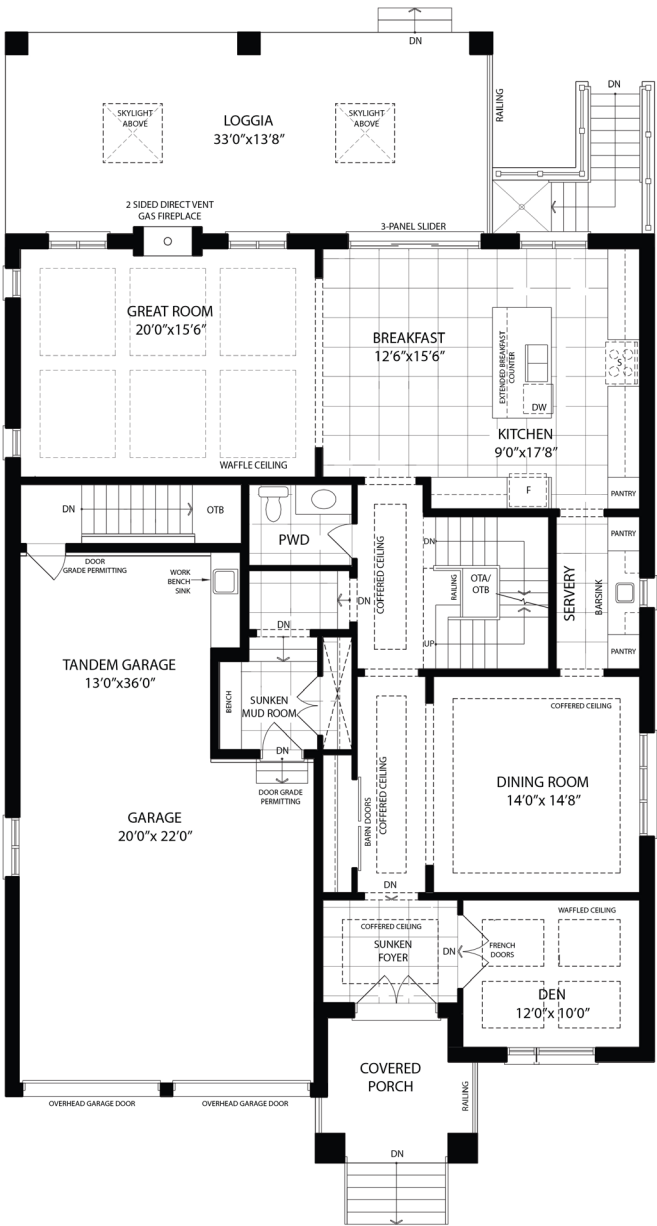 DN
SKYLIGHT
ABOVE
LOGGIA
33'0"x13'8"
SKYLIGHT
ABOVE
RAILING
DN
2 SIDED DIRECT VENT
GAS FIREPLACE
3-PANEL SLIDER
GREAT ROOM
20'0"x15'6"
WAFFLE CEILING
BREAKFAST
12'6"x15'6"
EXTENDED BREAKFAST
COUNTER
DW
S
KITCHEN
9'0"x17'8"
F
PANTRY
DN
OTB
PWD
COFFERED CEILING
DN
RAILING
OTA/
OTB
UP
SERVERY
PANTRY
BARSINK
PANTRY
DOOR
GRADE PERMITTING
WORK
BENCH
SINK
DN
DN
TANDEM GARAGE
13'0"x36'0"
BENCH
SUNKEN
MUD ROOM
DN
DOOR GRADE
PERMITTING
GARAGE
20'0"x 22'0"
BARN DOORS
COFFERED CEILING
COFFERED CEILING
DINING ROOM
14'0"x 14'8"
DN
COFFERED CEILING
SUNKEN
FOYER
DN
FRENCH
DOORS
WAFFLED CEILING
DEN
12'0"x 10'0"
COVERED
PORCH
RAILING
OVERHEAD GARAGE DOOR
OVERHEAD GARAGE DOOR
DN